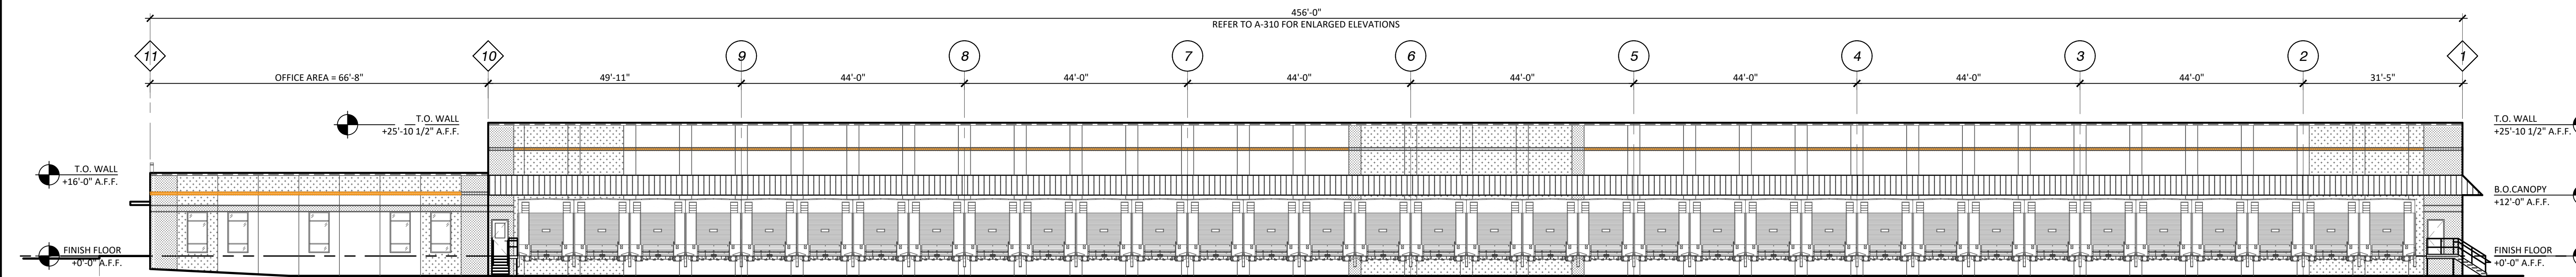 456'-0"
REFER TO A-310 FOR ENLARGED ELEVATIONS
11 10 9 8 7 6 5 4 3 2 1
OFFICE AREA = 66'-8" 49'-11" 44'-0" 44'-0" 44'-0" 44'-0" 44'-0" 44'-0" 44'-0" 31'-5"
T.O. WALL
+25'-10 1/2" A.F.F.
T.O. WALL
+25'-10 1/2" A.F.F.
T.O. WALL
+16'-0" A.F.F.
B.O.CANOPY
+12'-0" A.F.F.
FINISH FLOOR
+0'-0" A.F.F.
FINISH FLOOR
+0'-0" A.F.F.